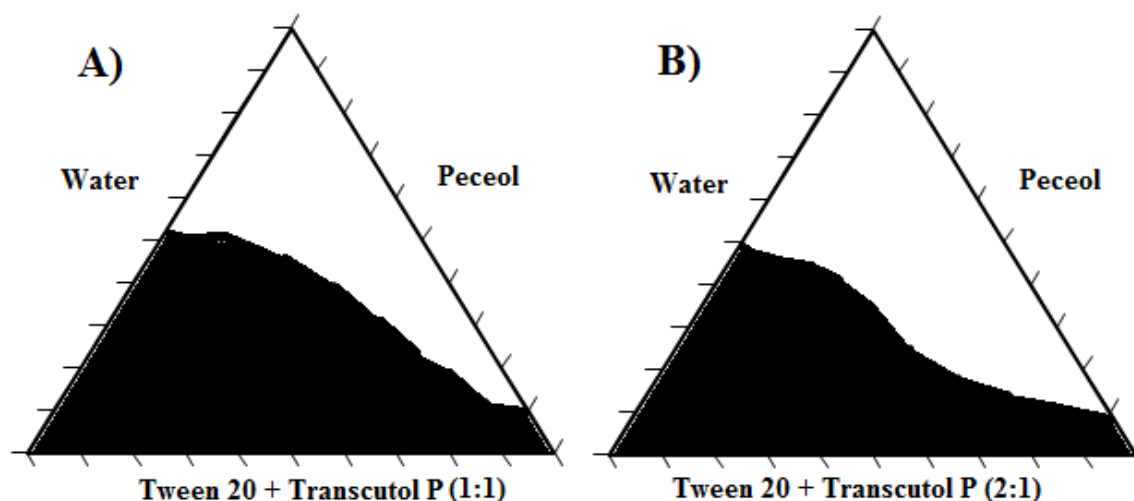 A)
Water
Peceol
Tween 20 + Transcutol P (1:1)
B)
Water
Peceol
Tween 20 + Transcutol P (2:1)